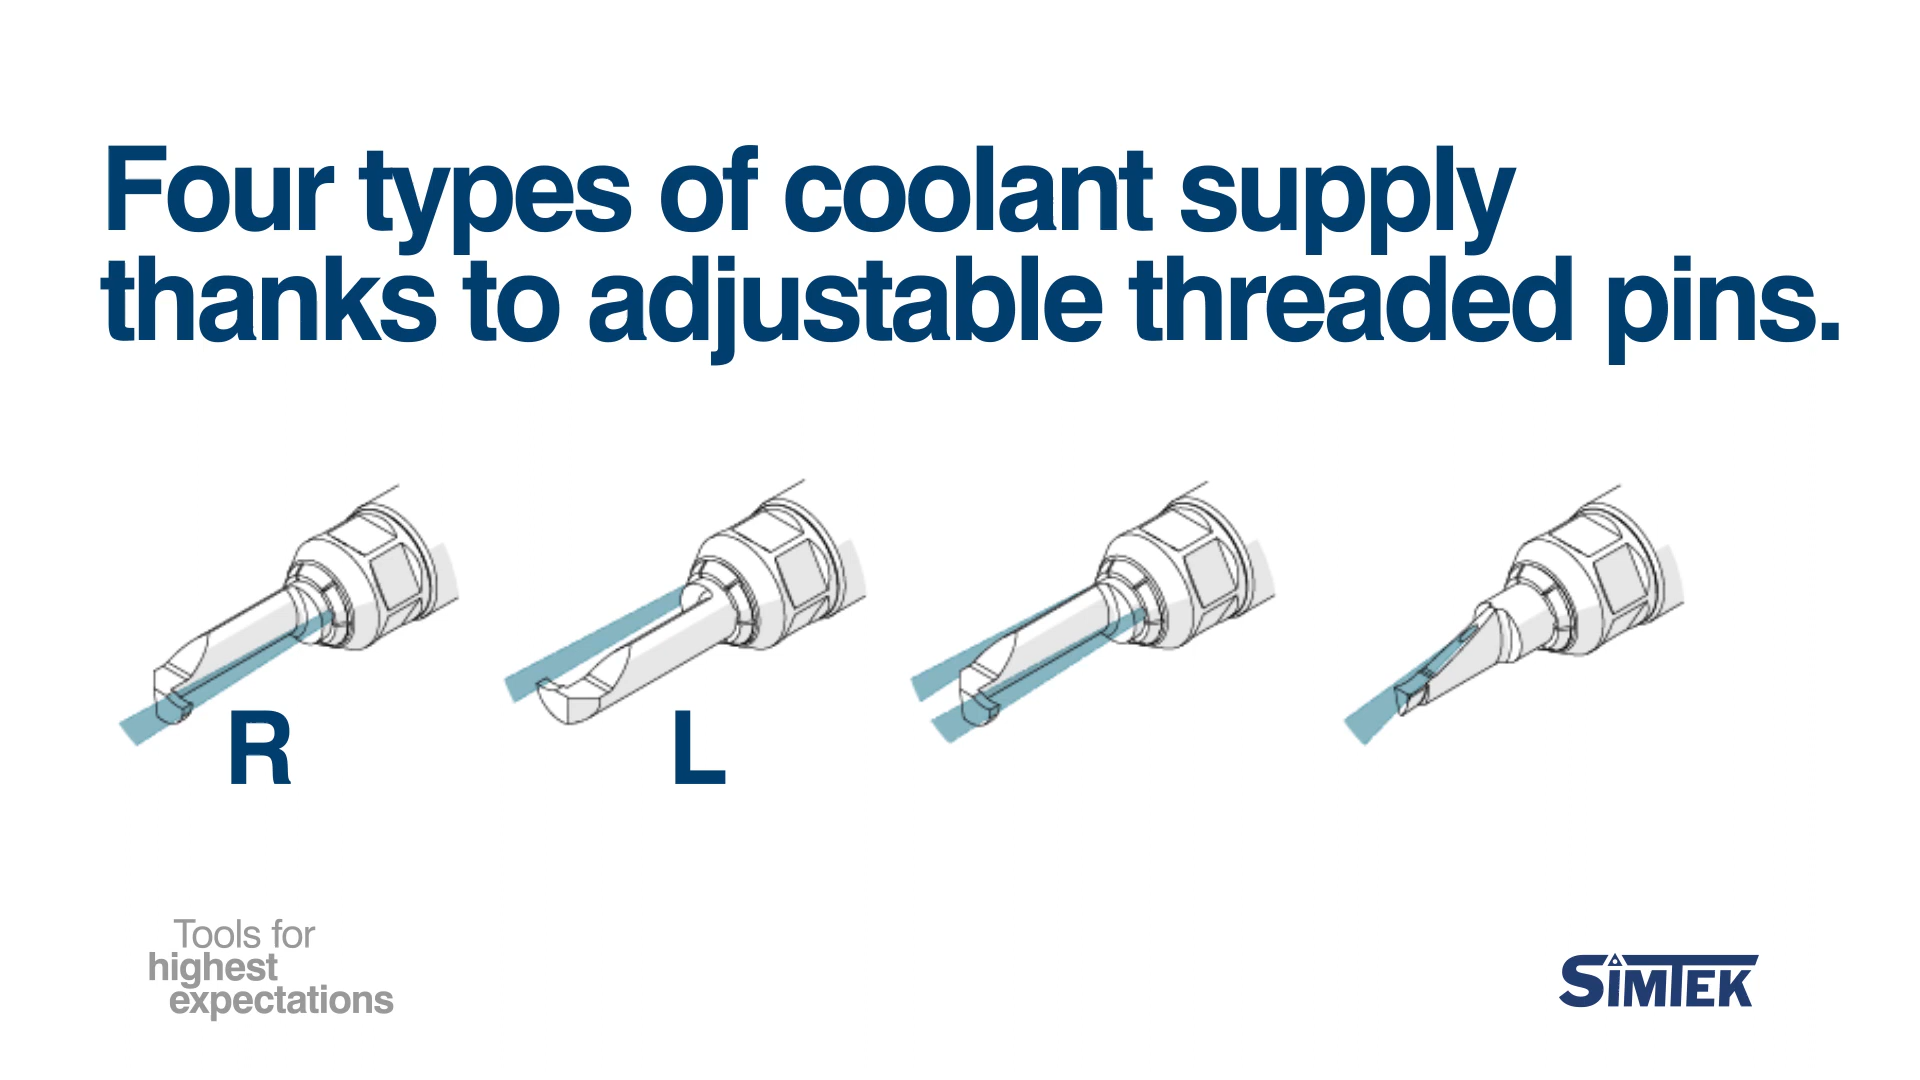 Four types of coolant supply
thanks to adjustable threaded pins.
R
L
Tools for
highest
expectations
SIMTEK